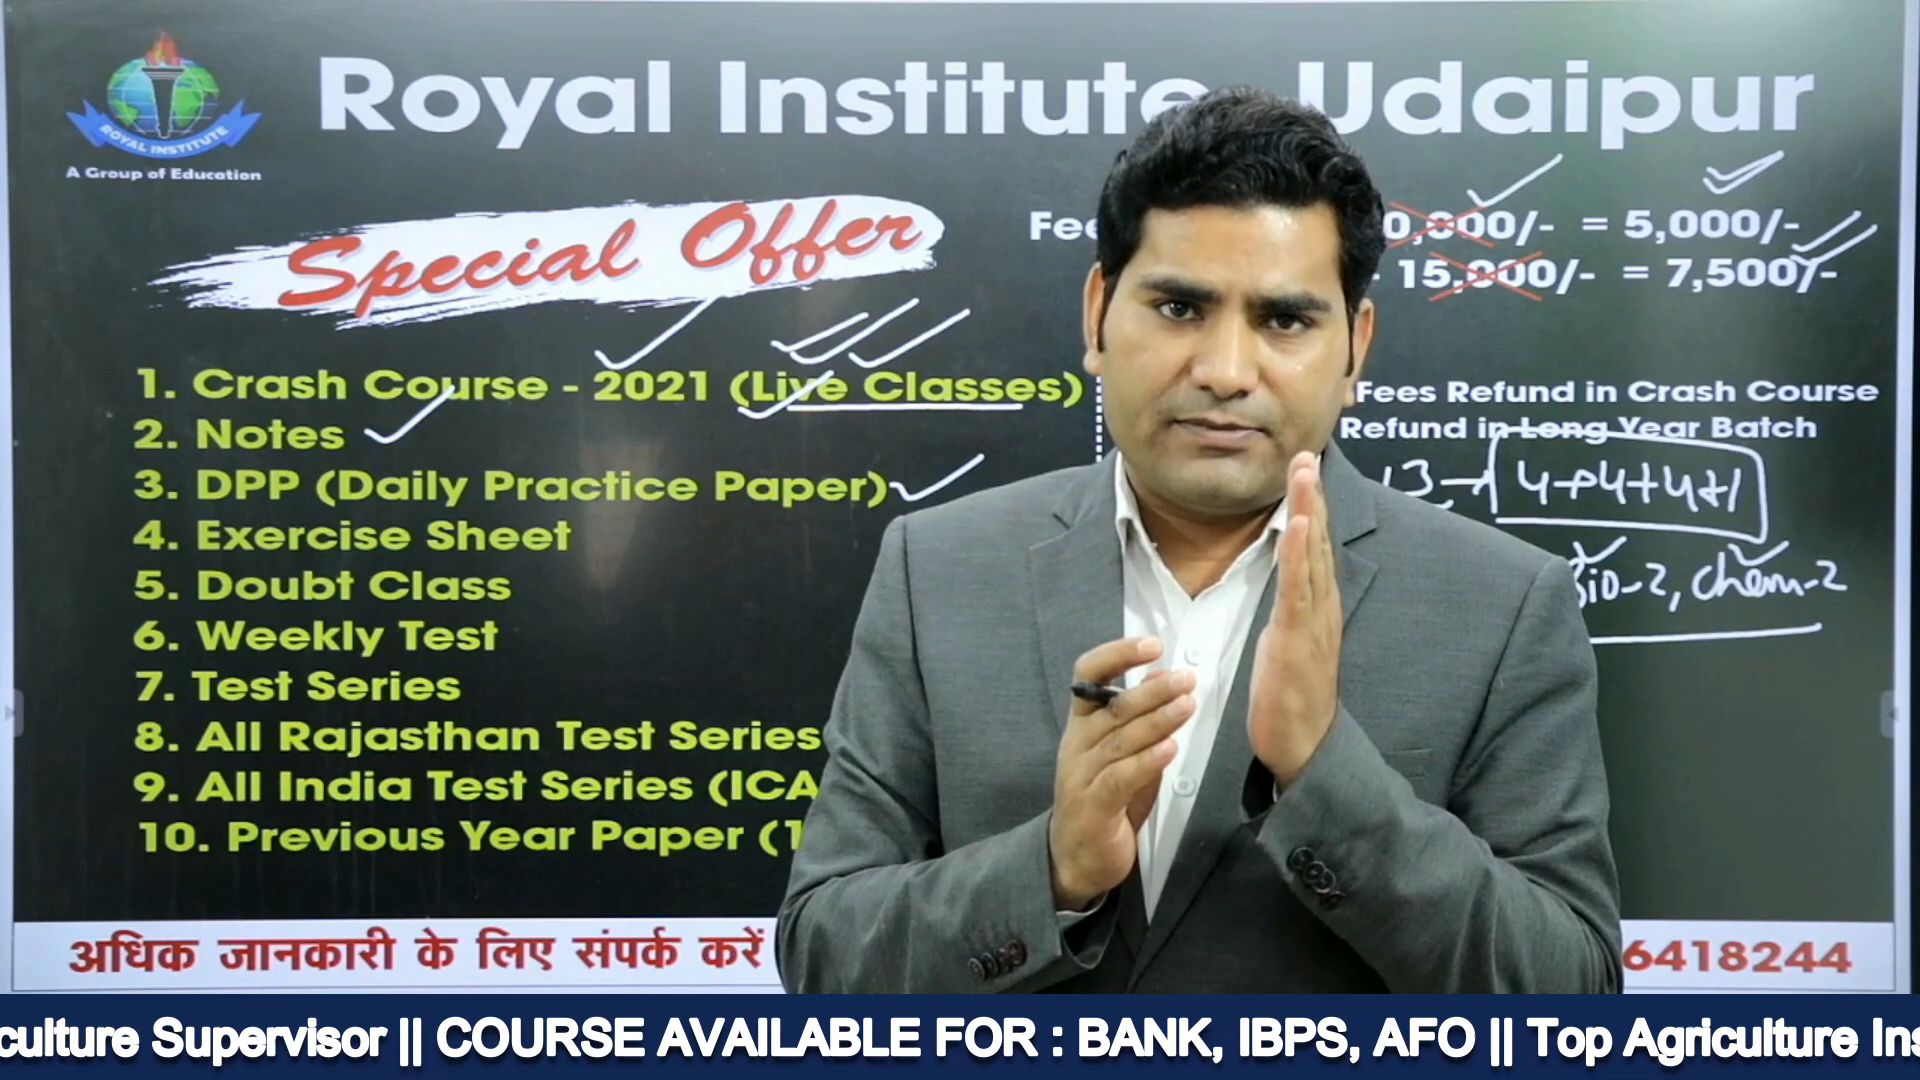 Royal Institute Udaipur
ROYAL INSTITUTE
A Group of Education
Special Offer
0,000/- = 5,000/-
15,000/- = 7,500/-
1. Crash Course - 2021 (Live Classes)
2. Notes
3. DPP (Daily Practice Paper)
4. Exercise Sheet
5. Doubt Class
6. Weekly Test
7. Test Series
8. All Rajasthan Test Series
9. All India Test Series (ICA
10. Previous Year Paper (1
Fees Refund in Crash Course
Refund in Long Year Batch
13 → 4+4+4+1
Bio-2, chem-2
अधिक जानकारी के लिए संपर्क करें
6418244
culture Supervisor || COURSE AVAILABLE FOR : BANK, IBPS, AFO || Top Agriculture Ins